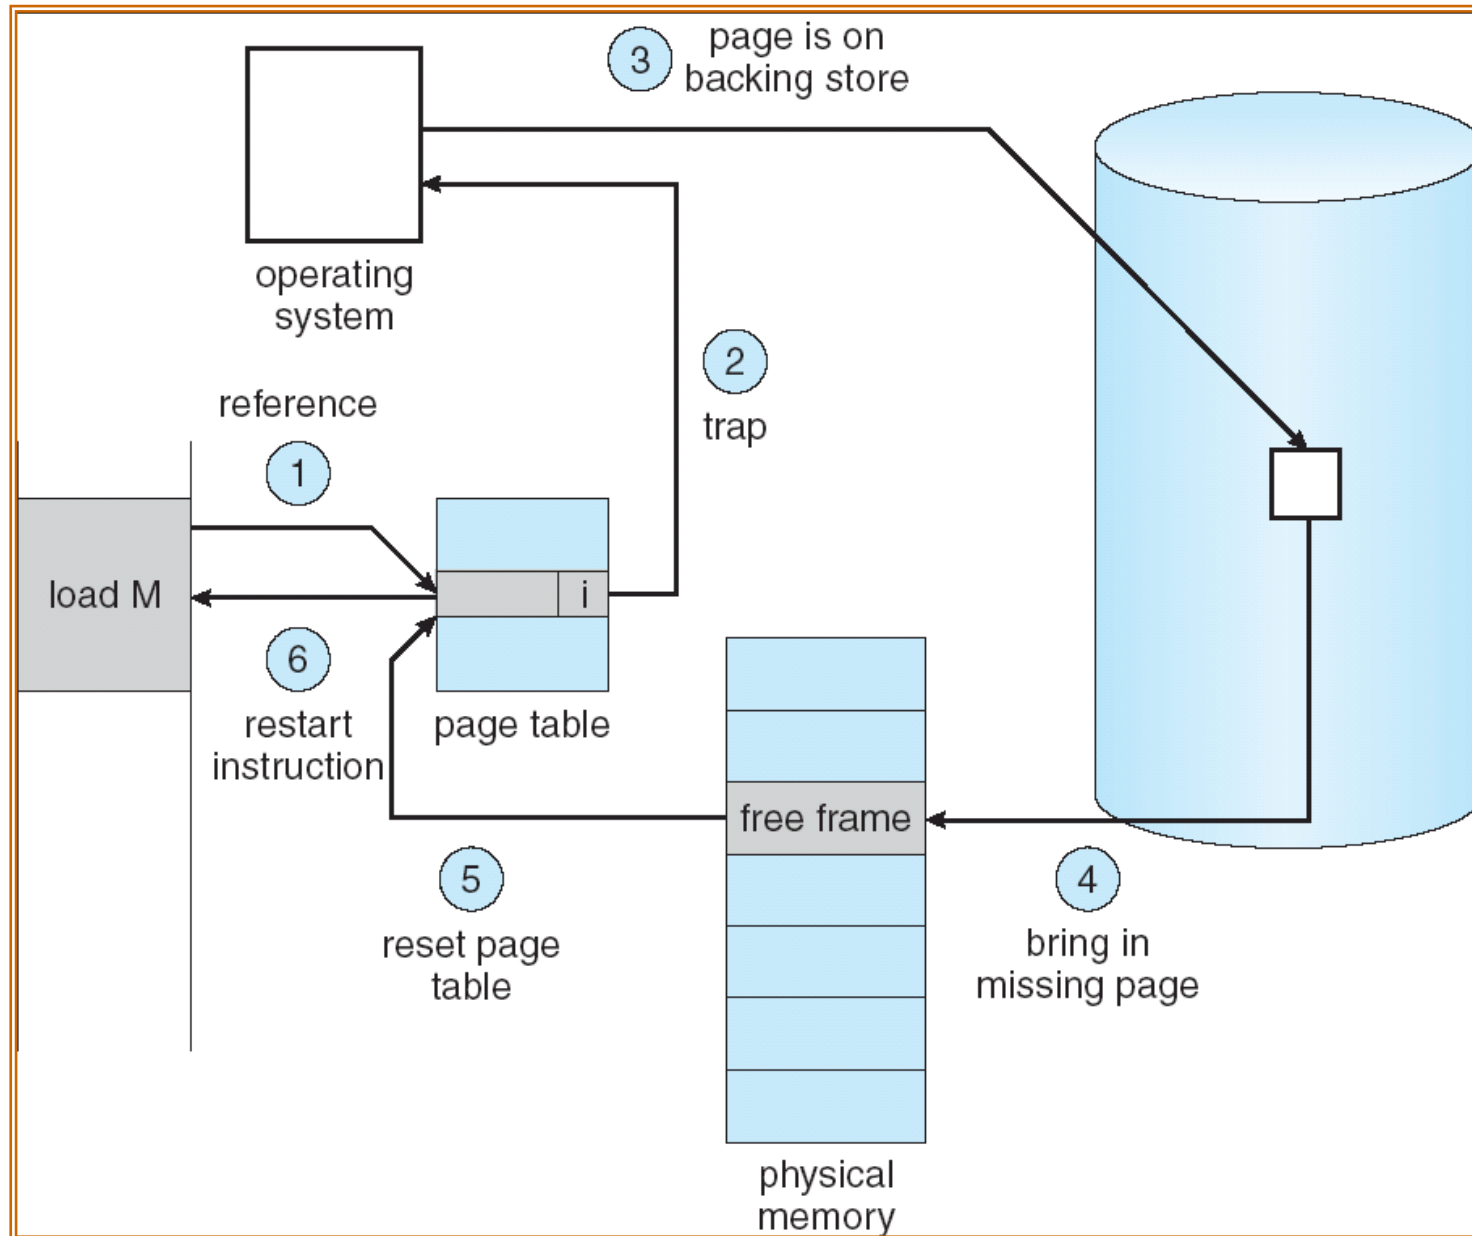 3
page is on
backing store
operating
system
2
trap
reference
1
load M
i
6
restart
instruction
page table
free frame
5
reset page
table
4
bring in
missing page
physical
memory